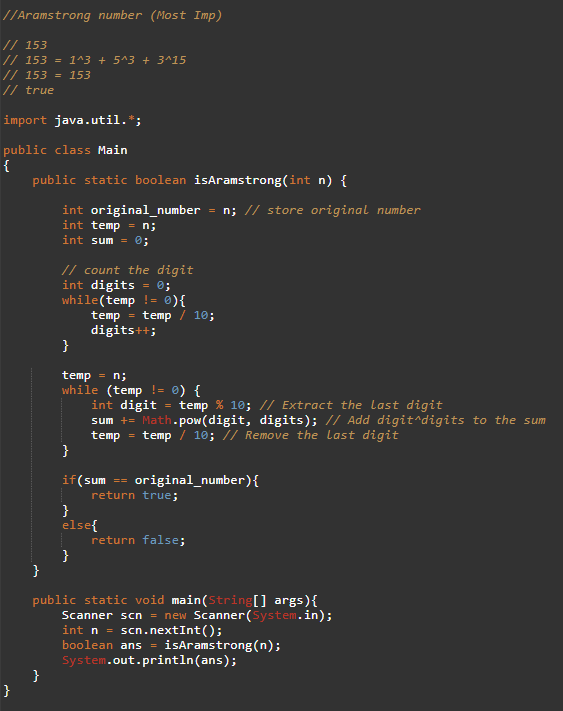 //Aramstrong number (Most Imp)

// 153
// 153 = 1^3 + 5^3 + 3^15
// 153 = 153
// true

import java.util.*;

public class Main
{
    public static boolean isAramstrong(int n) {

        int original_number = n; // store original number
        int temp = n;
        int sum = 0;

        // count the digit
        int digits = 0;
        while(temp != 0){
            temp = temp / 10;
            digits++;
        }

        temp = n;
        while (temp != 0) {
            int digit = temp % 10; // Extract the last digit
            sum += Math.pow(digit, digits); // Add digit^digits to the sum
            temp = temp / 10; // Remove the last digit
        }

        if(sum == original_number){
            return true;
        }
        else{
            return false;
        }
    }

    public static void main(String[] args){
        Scanner scn = new Scanner(System.in);
        int n = scn.nextInt();
        boolean ans = isAramstrong(n);
        System.out.println(ans);
    }
}